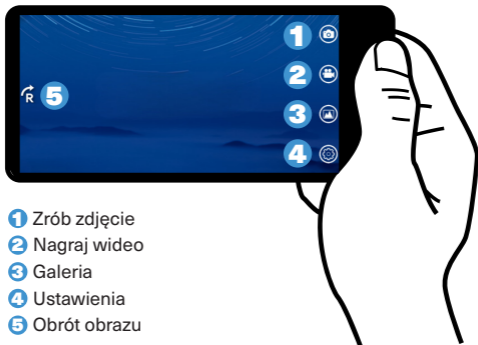 1
2
R 5
3
4
1 Zrób zdjęcie
2 Nagraj wideo
3 Galeria
4 Ustawienia
5 Obrót obrazu